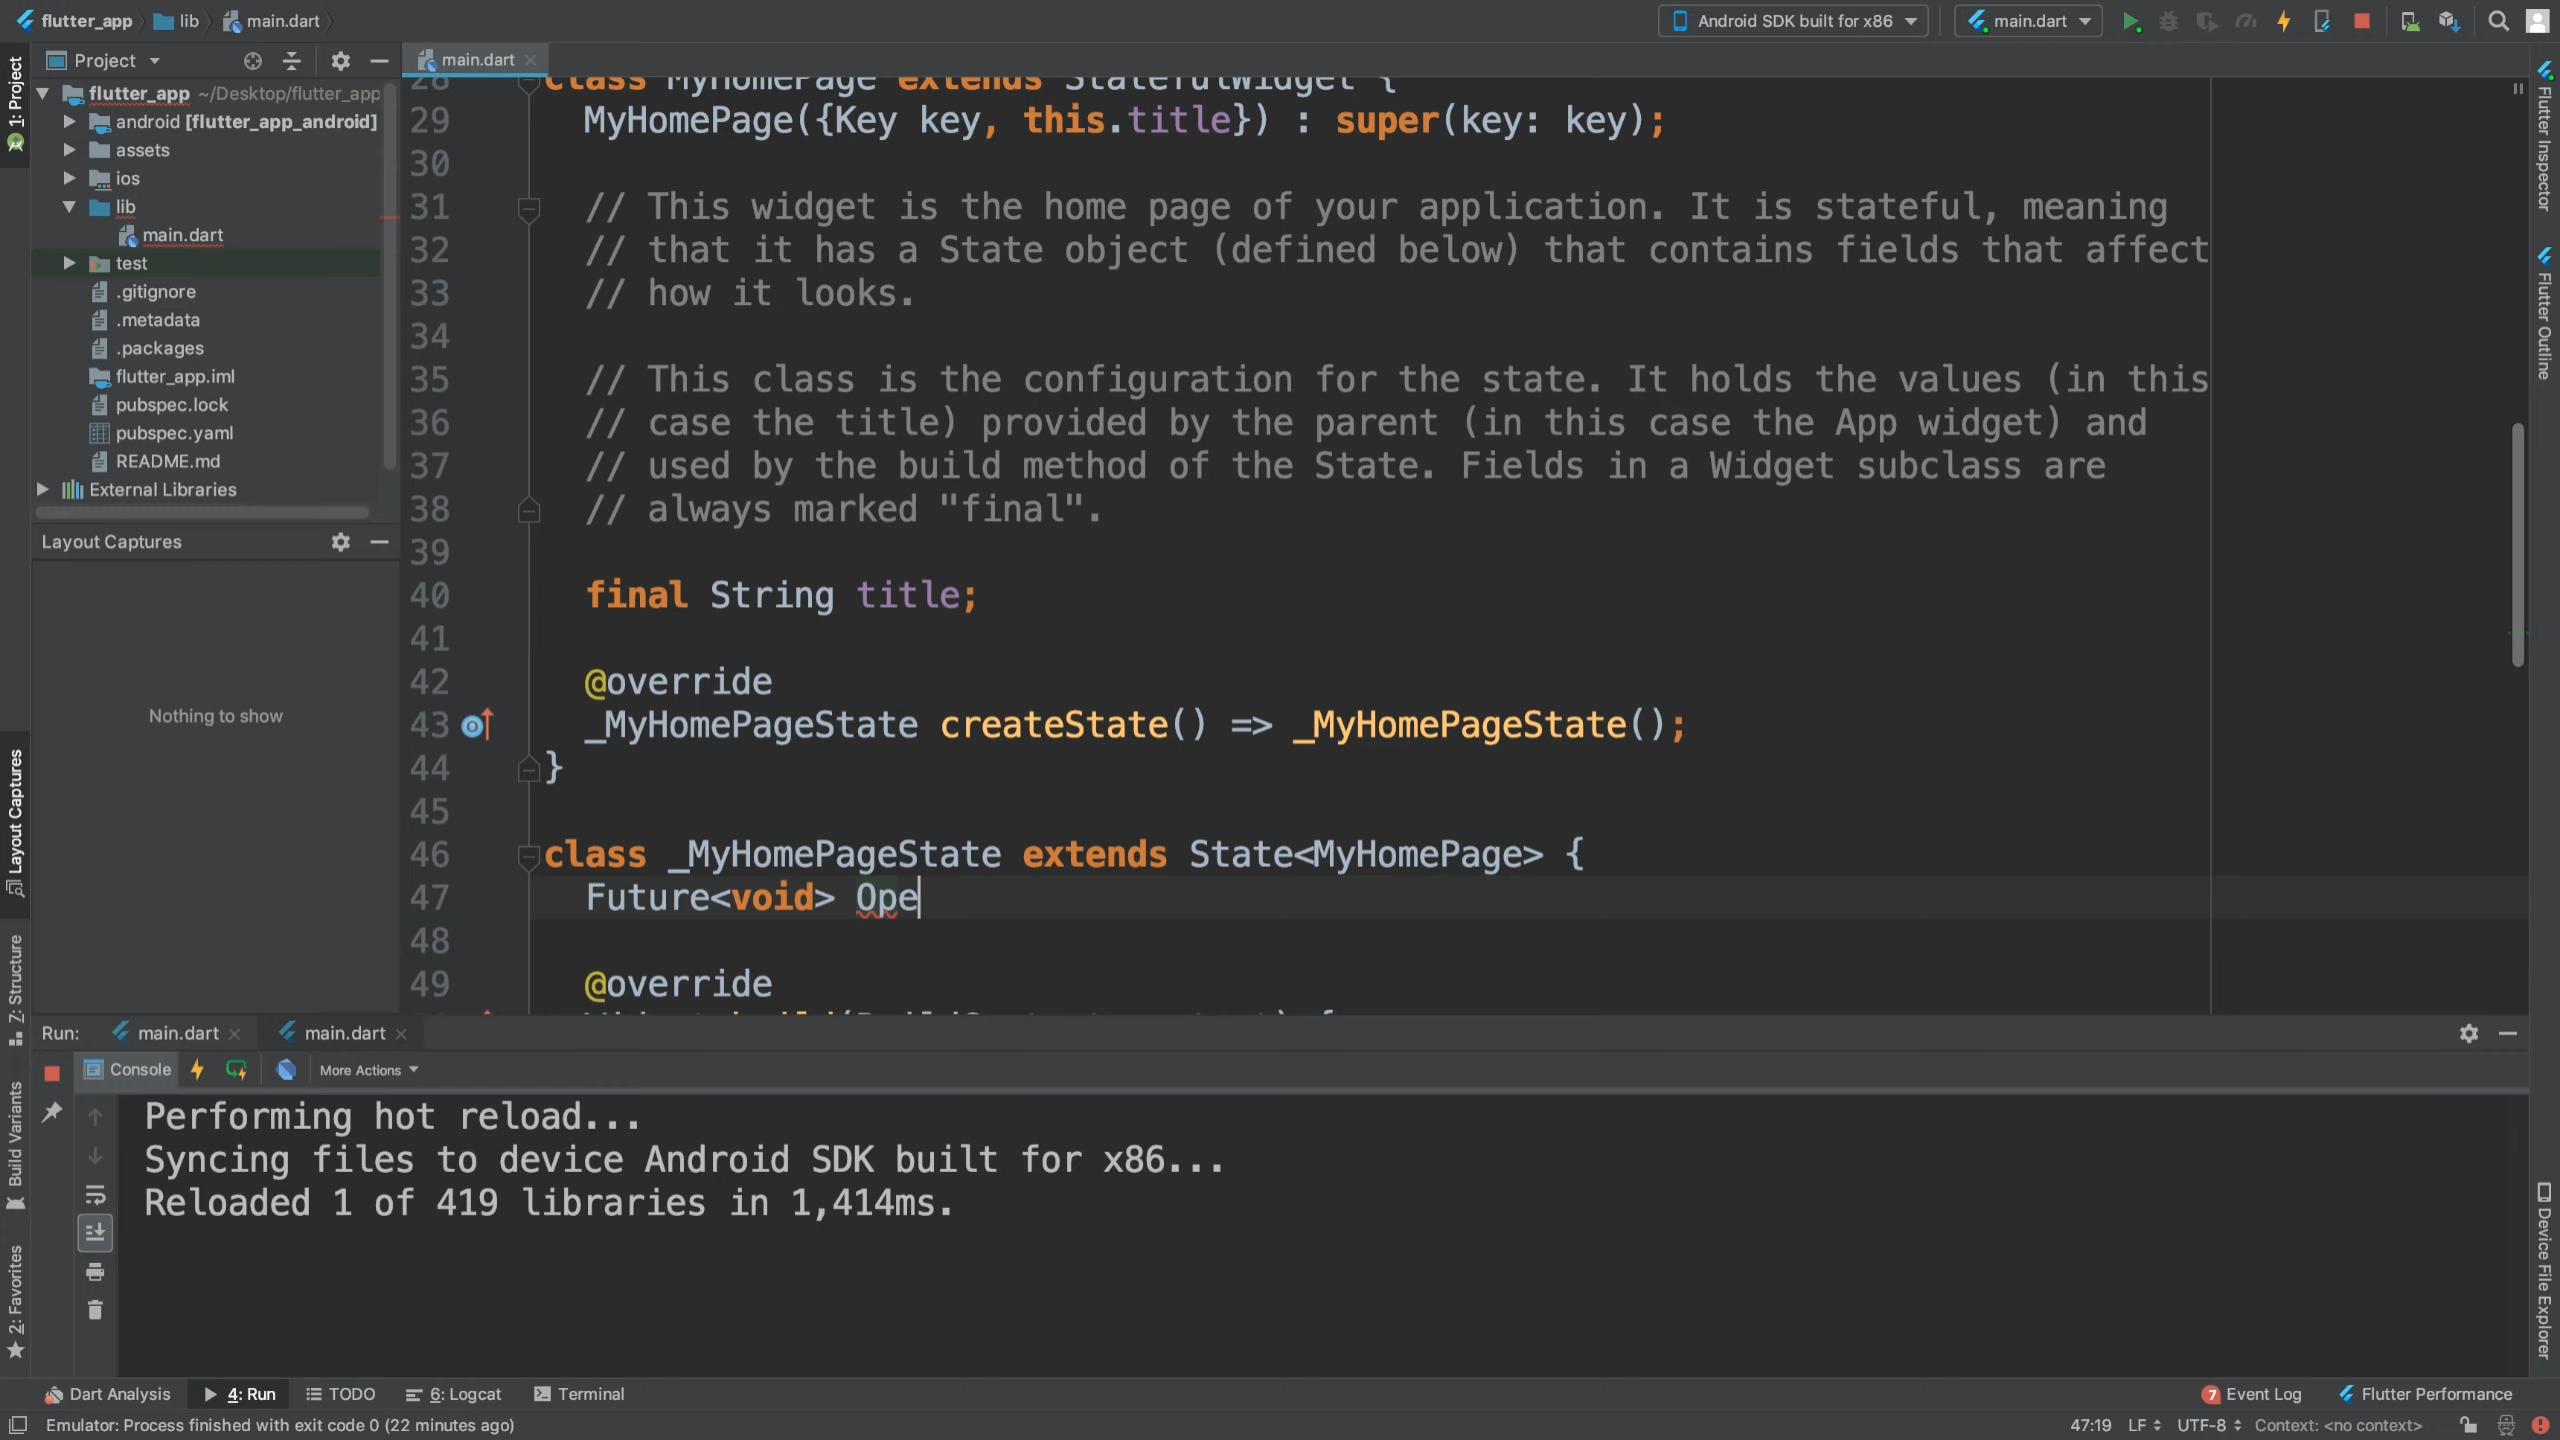 flutter_app lib main.dart Android SDK built for x86 main.dart
1: Project
Project
main.dart
flutter_app ~/Desktop/flutter_app
android [flutter_app_android]
assets
ios
lib
main.dart
test
.gitignore
.metadata
.packages
flutter_app.iml
pubspec.lock
pubspec.yaml
README.md
External Libraries
Layout Captures
Nothing to show
Layout Captures
Z: Structure
Build Variants
2: Favorites
28 class MyHomePage extends StatefulWidget {
29 MyHomePage({Key key, this.title}) : super(key: key);
30
31 // This widget is the home page of your application. It is stateful, meaning
32 // that it has a State object (defined below) that contains fields that affect
33 // how it looks.
34
35 // This class is the configuration for the state. It holds the values (in this
36 // case the title) provided by the parent (in this case the App widget) and
37 // used by the build method of the State. Fields in a Widget subclass are
38 // always marked "final".
39
40 final String title;
41
42 @override
43 _MyHomePageState createState() => _MyHomePageState();
44 }
45
46 class _MyHomePageState extends State<MyHomePage> {
47 Future<void> Ope
48
49 @override
Flutter Inspector
Flutter Outline
Device File Explorer
Run: main.dart main.dart
Console More Actions
Performing hot reload...
Syncing files to device Android SDK built for x86...
Reloaded 1 of 419 libraries in 1,414ms.
Dart Analysis 4: Run TODO 6: Logcat Terminal 7 Event Log Flutter Performance
Emulator: Process finished with exit code 0 (22 minutes ago) 47:19 LF UTF-8 Context: <no context>